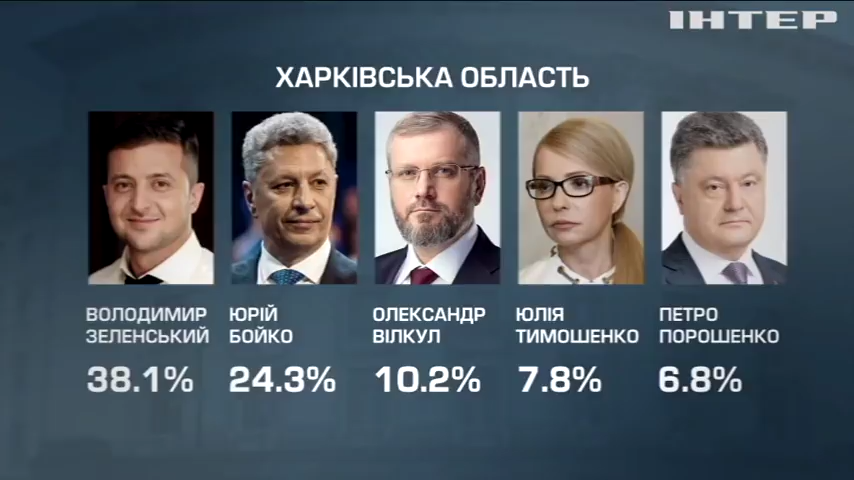 ІНТЕР
ХАРКІВСЬКА ОБЛАСТЬ
ВОЛОДИМИР ЗЕЛЕНСЬКИЙ
38.1%
ЮРІЙ БОЙКО
24.3%
ОЛЕКСАНДР ВІЛКУЛ
10.2%
ЮЛІЯ ТИМОШЕНКО
7.8%
ПЕТРО ПОРОШЕНКО
6.8%